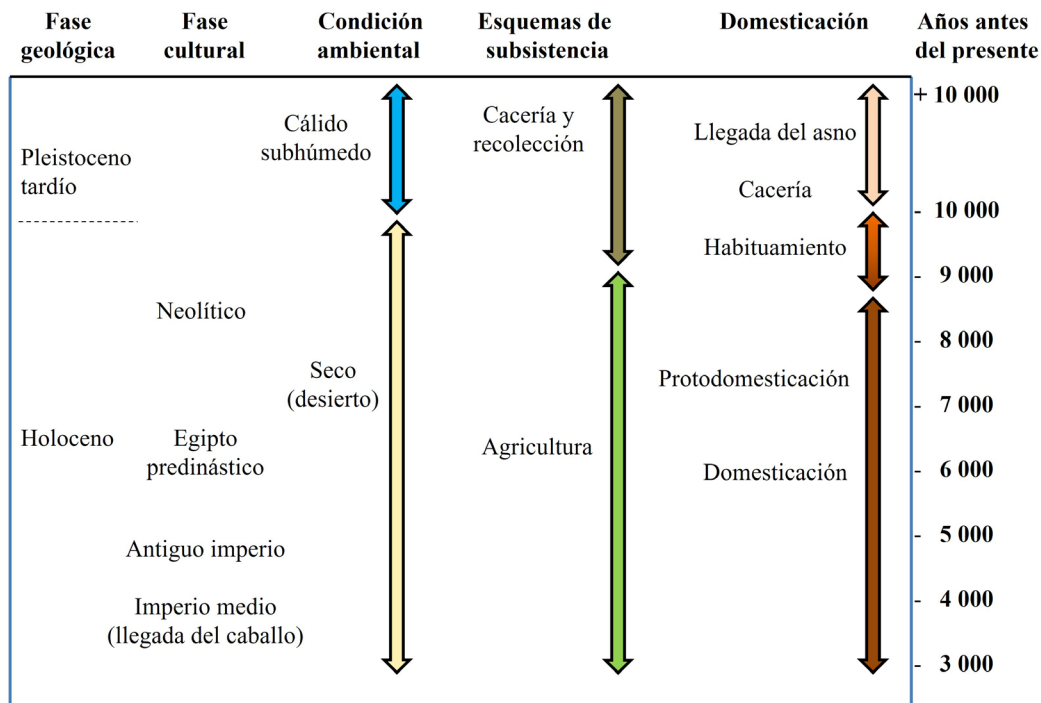 Fase
geológica
Fase
cultural
Condición
ambiental
Esquemas de
subsistencia
Domesticación
Años antes
del presente
Pleistoceno
tardío
Holoceno
Neolítico
Egipto
predinástico
Antiguo imperio
Imperio medio
(llegada del caballo)
Cálido
subhúmedo
Seco
(desierto)
Cacería y
recolección
Agricultura
Llegada del asno
Cacería
Habituamiento
Protodomesticación
Domesticación
+ 10 000
- 10 000
- 9 000
- 8 000
- 7 000
- 6 000
- 5 000
- 4 000
- 3 000